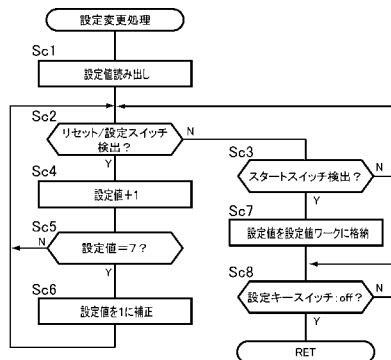 設定変更処理
Sc1
設定値読み出し
Sc2
リセット/設定スイッチ
検出?
N
Y
Sc3
スタートスイッチ検出?
N
Y
Sc4
設定値+1
Sc5
N
設定値=7?
Y
Sc7
設定値を設定値ワークに格納
Sc6
設定値を1に補正
Sc8
設定キースイッチ:off?
N
Y
RET